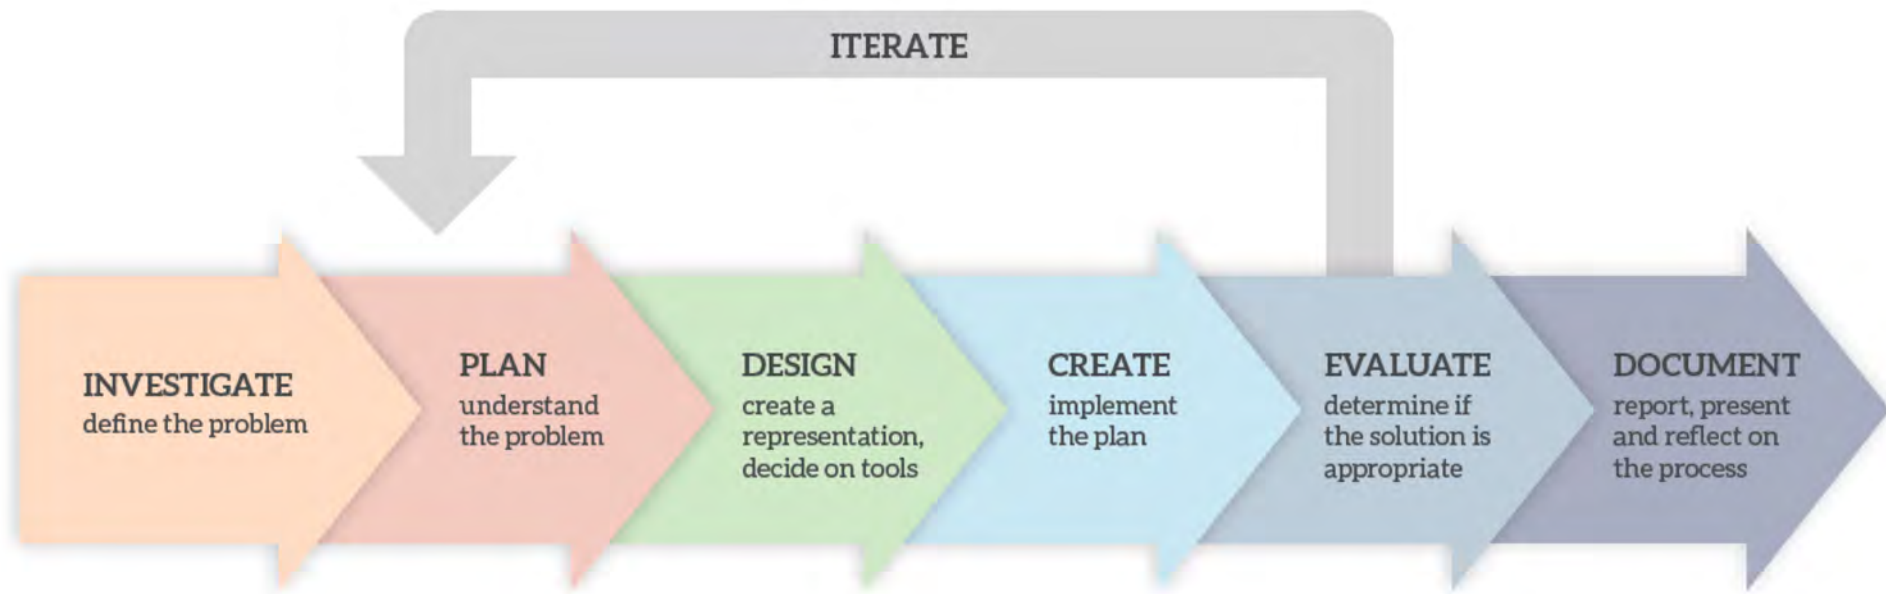 ITERATE
INVESTIGATE
define the problem
PLAN
understand
the problem
DESIGN
create a
representation,
decide on tools
CREATE
implement
the plan
EVALUATE
determine if
the solution is
appropriate
DOCUMENT
report, present
and reflect on
the process